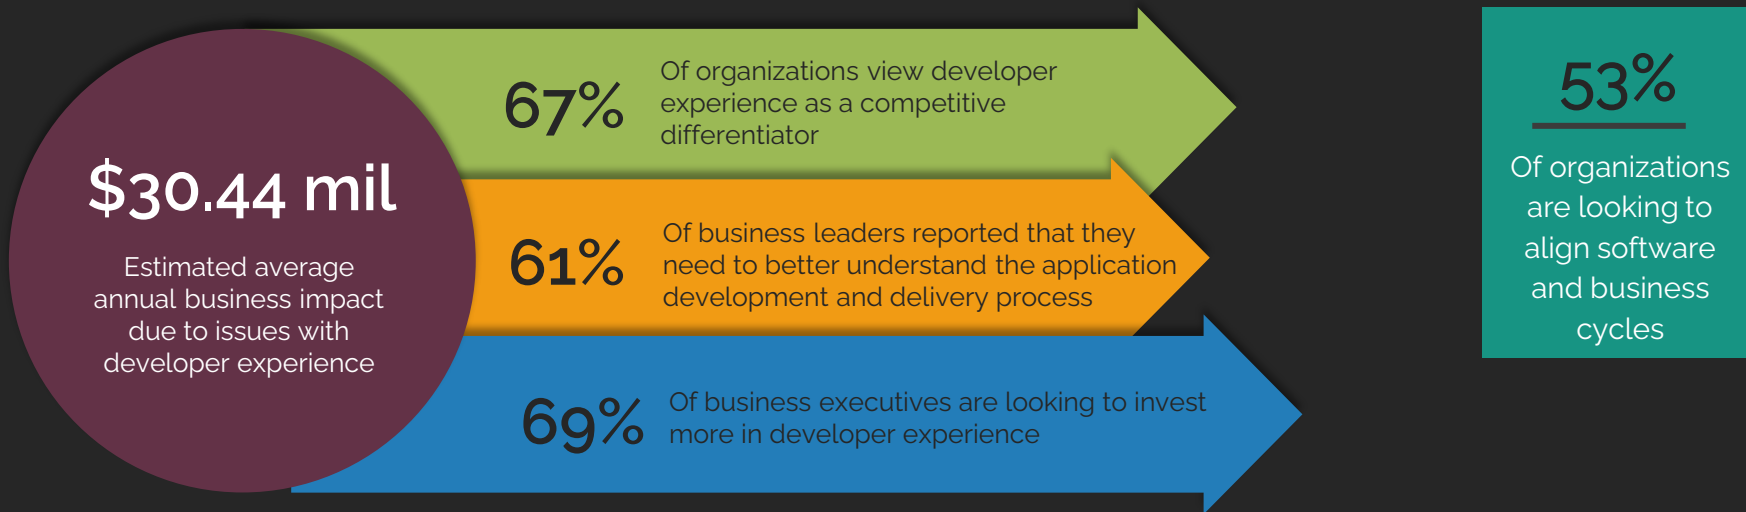 $30.44 mil
Estimated average
annual business impact
due to issues with
developer experience
67%
Of organizations view developer
experience as a competitive
differentiator
61%
Of business leaders reported that they
need to better understand the application
development and delivery process
69%
Of business executives are looking to invest
more in developer experience
53%
Of organizations
are looking to
align software
and business
cycles